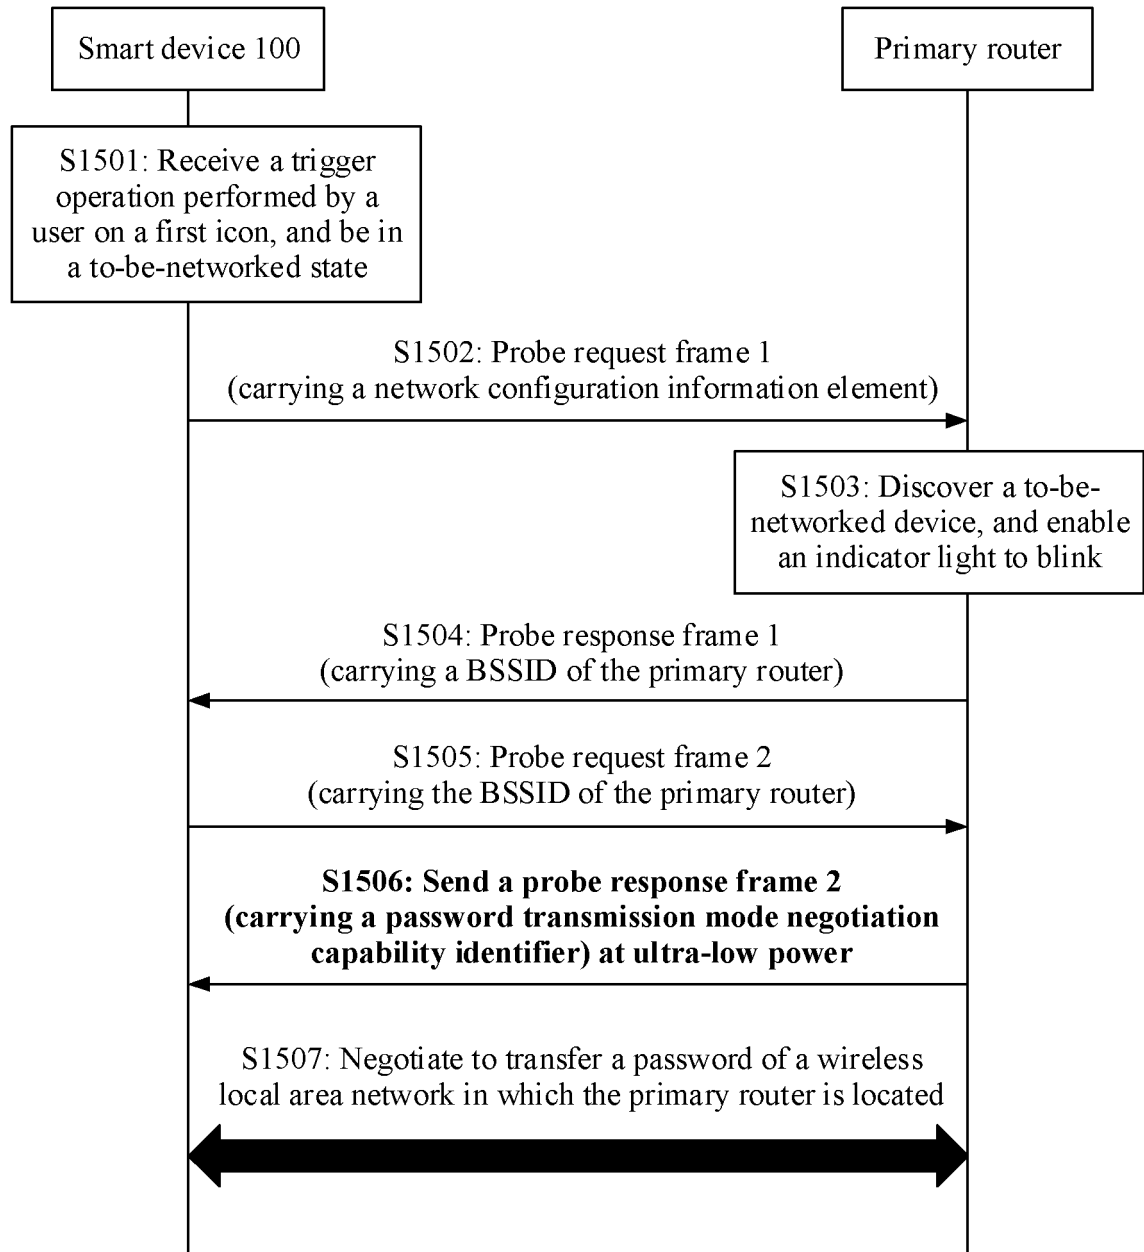 Smart device 100
Primary router
S1501: Receive a trigger
operation performed by a
user on a first icon, and be in
a to-be-networked state
S1502: Probe request frame 1
(carrying a network configuration information element)
S1503: Discover a to-be-
networked device, and enable
an indicator light to blink
S1504: Probe response frame 1
(carrying a BSSID of the primary router)
S1505: Probe request frame 2
(carrying the BSSID of the primary router)
S1506: Send a probe response frame 2
(carrying a password transmission mode negotiation
capability identifier) at ultra-low power
S1507: Negotiate to transfer a password of a wireless
local area network in which the primary router is located